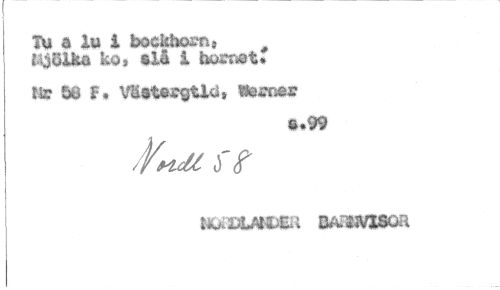 Tu a lu i bockhorn,
Mjölka ko, slå i hornet.
Nr 58 F. Västergtld, Werner
s.99
Nordl 58
NORDLANDER BARNVISOR